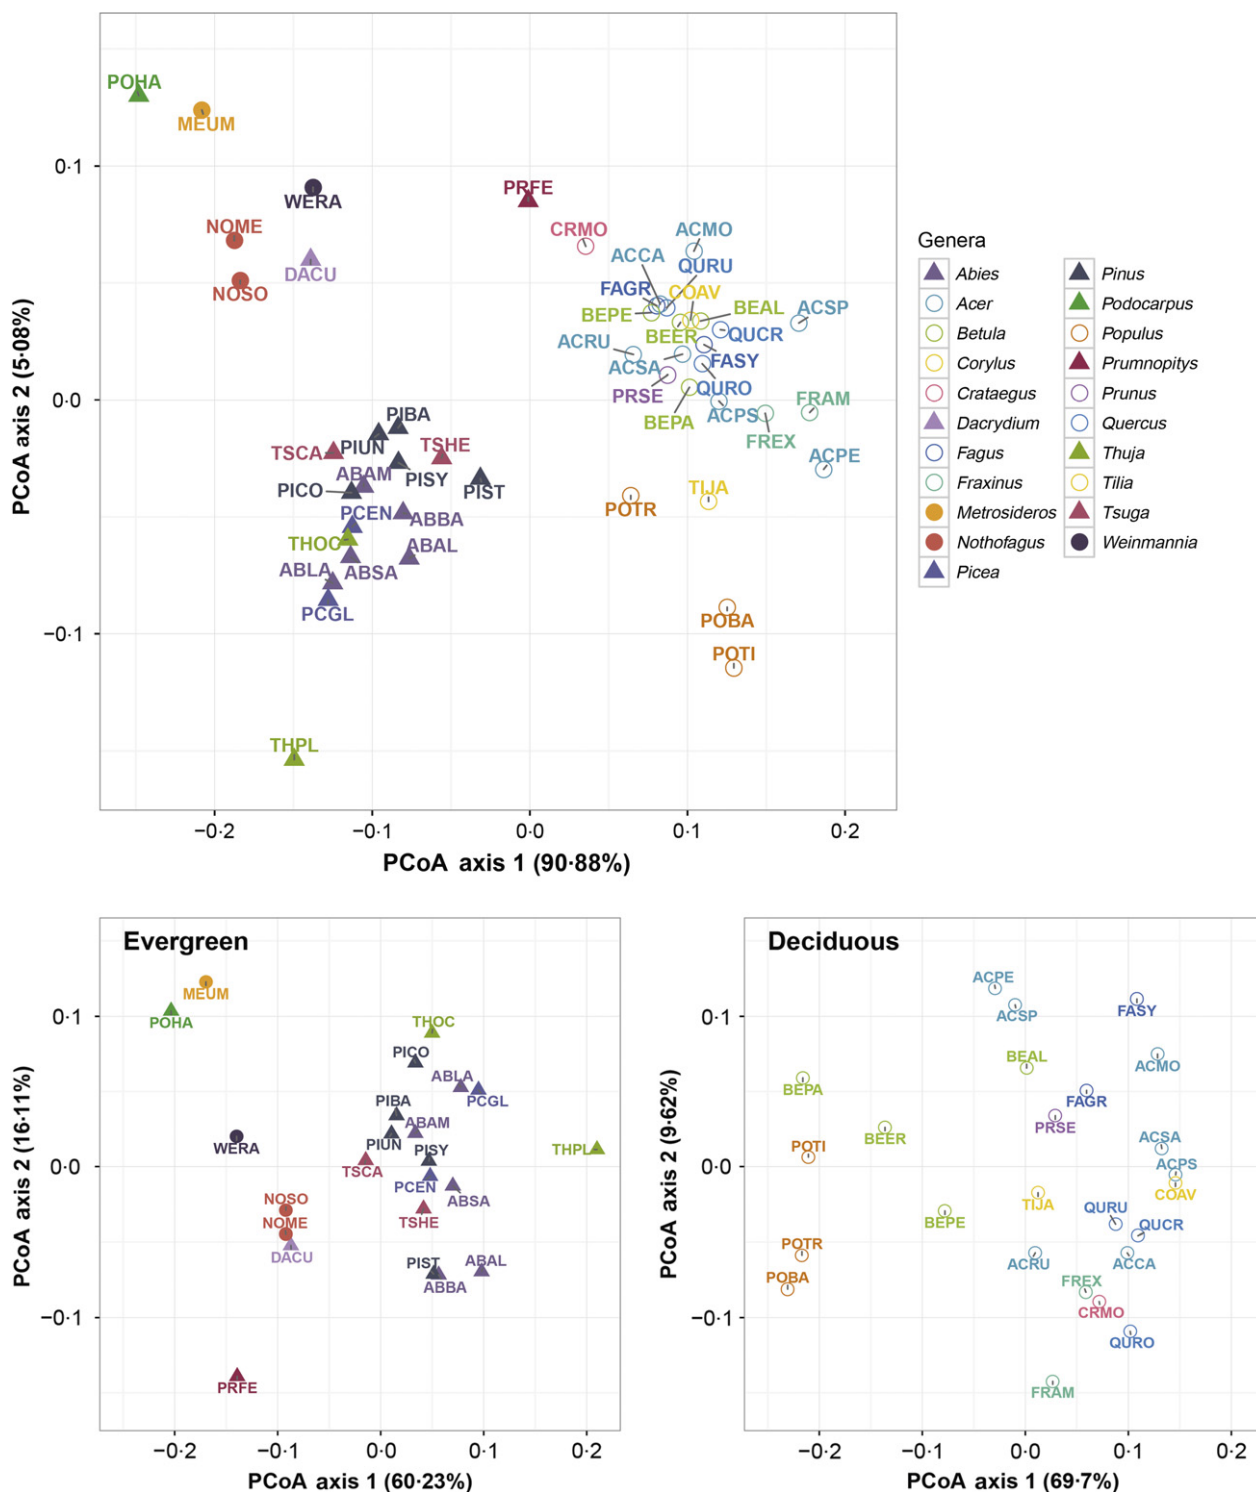 POHA
MEUM
0·1
WERA
PRFE
NOME
CRMO
ACMO
ACCA
QURU
DACU
NOSO
FAGR
COAV
BEPE
BEAL
ACSP
BEER
QUCR
ACRU
ACSA
FASY
PRSE
QURO
0·0
PIBA
BEPA
ACPS
FRAM
PIUN
TSHE
FREX
TSCA
ABAM
PISY
ACPE
PICO
PIST
TIJA
PCEN
ABBA
POTR
THOC
ABAL
ABLA
ABSA
PCGL
POBA
−0·1
POTI
THPL
−0·2
−0·1
0·0
0·1
0·2
PCoA axis 1 (90·88%)
PCoA axis 2 (5·08%)
Genera
Abies
Acer
Betula
Corylus
Crataegus
Dacrydium
Fagus
Fraxinus
Metrosideros
Nothofagus
Picea
Pinus
Podocarpus
Populus
Prumnopitys
Prunus
Quercus
Thuja
Tilia
Tsuga
Weinmannia
Evergreen
MEUM
POHA
0·1
THOC
PICO
ABLA
PCGL
PIBA
ABAM
PIUN
PISY
WERA
THPL
0·0
TSCA
PCEN
ABSA
NOSO
NOME
TSHE
DACU
PIST
ABAL
ABBA
−0·1
PRFE
−0·2
−0·1
0·0
0·1
0·2
PCoA axis 1 (60·23%)
PCoA axis 2 (16·11%)
Deciduous
ACPE
ACSP
FASY
0·1
BEAL
ACMO
BEPA
FAGR
PRSE
BEER
ACSA
POTI
ACPS
0·0
COAV
TIJA
QURU
BEPE
QUCR
POTR
ACRU
ACCA
POBA
FREX
CRMO
−0·1
QURO
FRAM
−0·2
−0·1
0·0
0·1
0·2
PCoA axis 1 (69·7%)
PCoA axis 2 (9·62%)